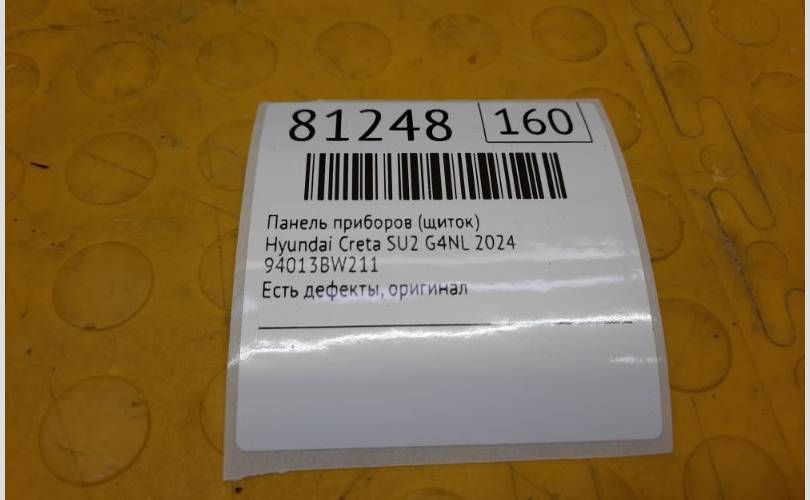 81248 160
Панель приборов (щиток)
Hyundai Creta SU2 G4NL 2024
94013BW211
Есть дефекты, оригинал